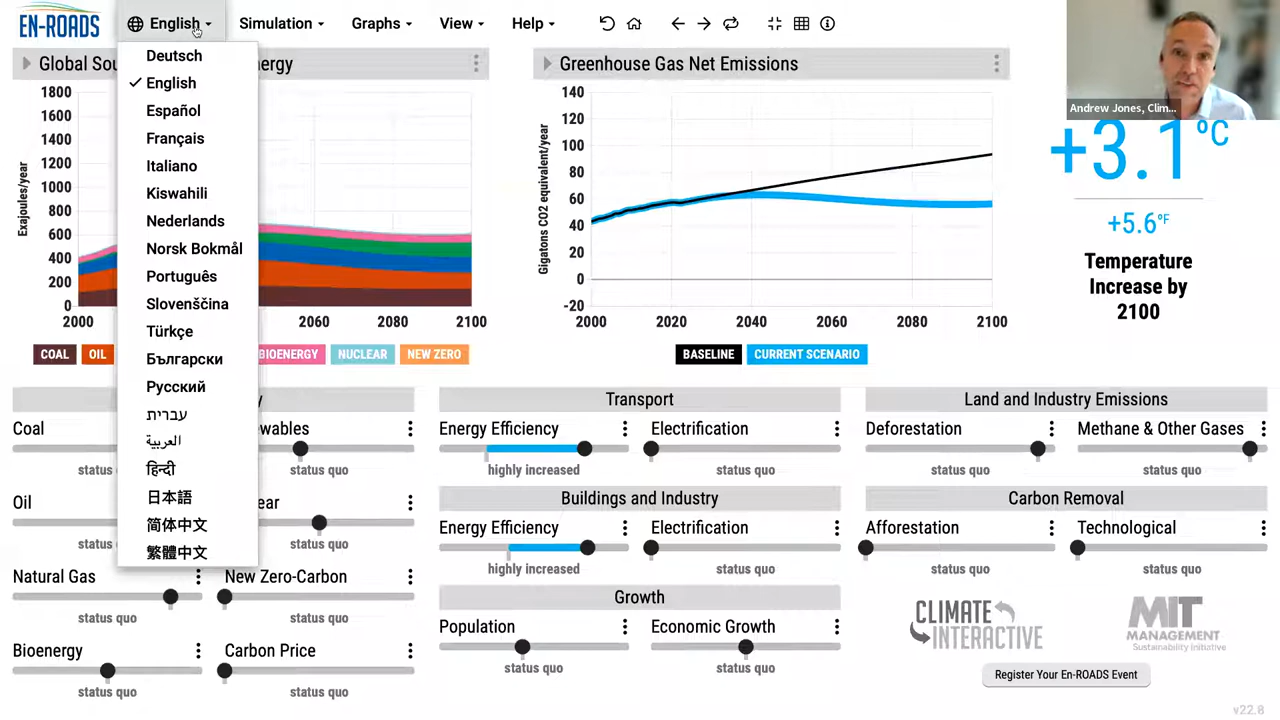 EN-ROADS
English
Simulation
Graphs
View
Help
Deutsch
English
Español
Français
Italiano
Kiswahili
Nederlands
Norsk Bokmål
Português
Slovenščina
Türkçe
Български
Русский
עברית
العربية
हिन्दी
日本語
简体中文
繁體中文
Global Sou
ergy
Exajoules/year
1800
1600
1400
1200
1000
800
600
400
200
0
2000
2060
2080
2100
COAL
OIL
BIOENERGY
NUCLEAR
NEW ZERO
Greenhouse Gas Net Emissions
Gigatons CO2 equivalent/year
140
120
100
80
60
40
20
0
-20
2000
2020
2040
2060
2080
2100
BASELINE
CURRENT SCENARIO
Andrew Jones, Clim...
+3.1°C
+5.6°F
Temperature
Increase by
2100
y
Coal
status q
wables
status quo
Oil
status q
ear
status quo
Natural Gas
status quo
New Zero-Carbon
status quo
Bioenergy
status quo
Carbon Price
status quo
Transport
Energy Efficiency
highly increased
Electrification
status quo
Buildings and Industry
Energy Efficiency
highly increased
Electrification
status quo
Growth
Population
status quo
Economic Growth
status quo
Land and Industry Emissions
Deforestation
status quo
Methane & Other Gases
status quo
Carbon Removal
Afforestation
status quo
Technological
status quo
CLIMATE
INTERACTIVE
MIT
MANAGEMENT
Sustainability Initiative
Register Your En-ROADS Event
v22.8